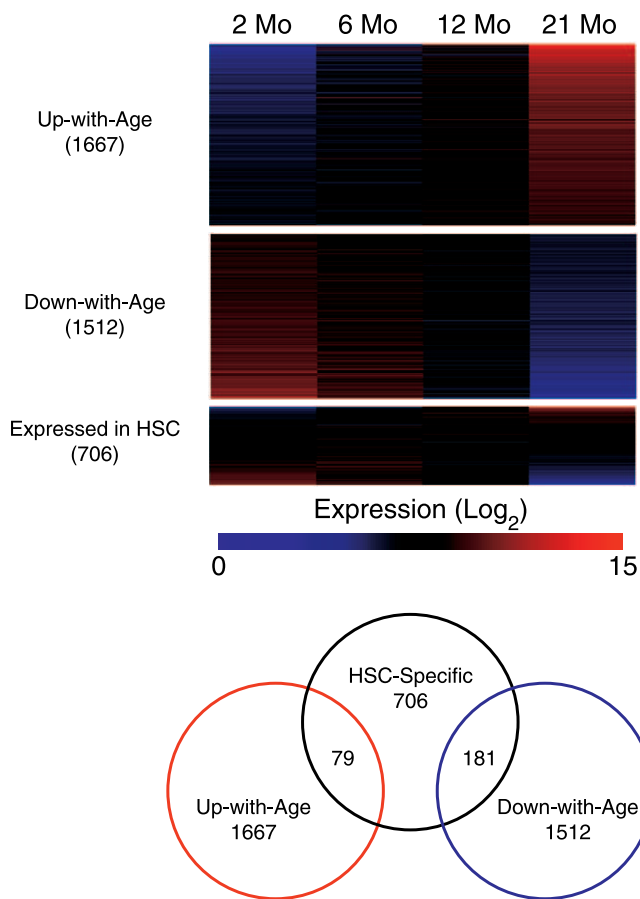 2 Mo 6 Mo 12 Mo 21 Mo
Up-with-Age
(1667)
Down-with-Age
(1512)
Expressed in HSC
(706)
Expression (Log2)
0 15
HSC-Specific
706
79 181
Up-with-Age
1667
Down-with-Age
1512